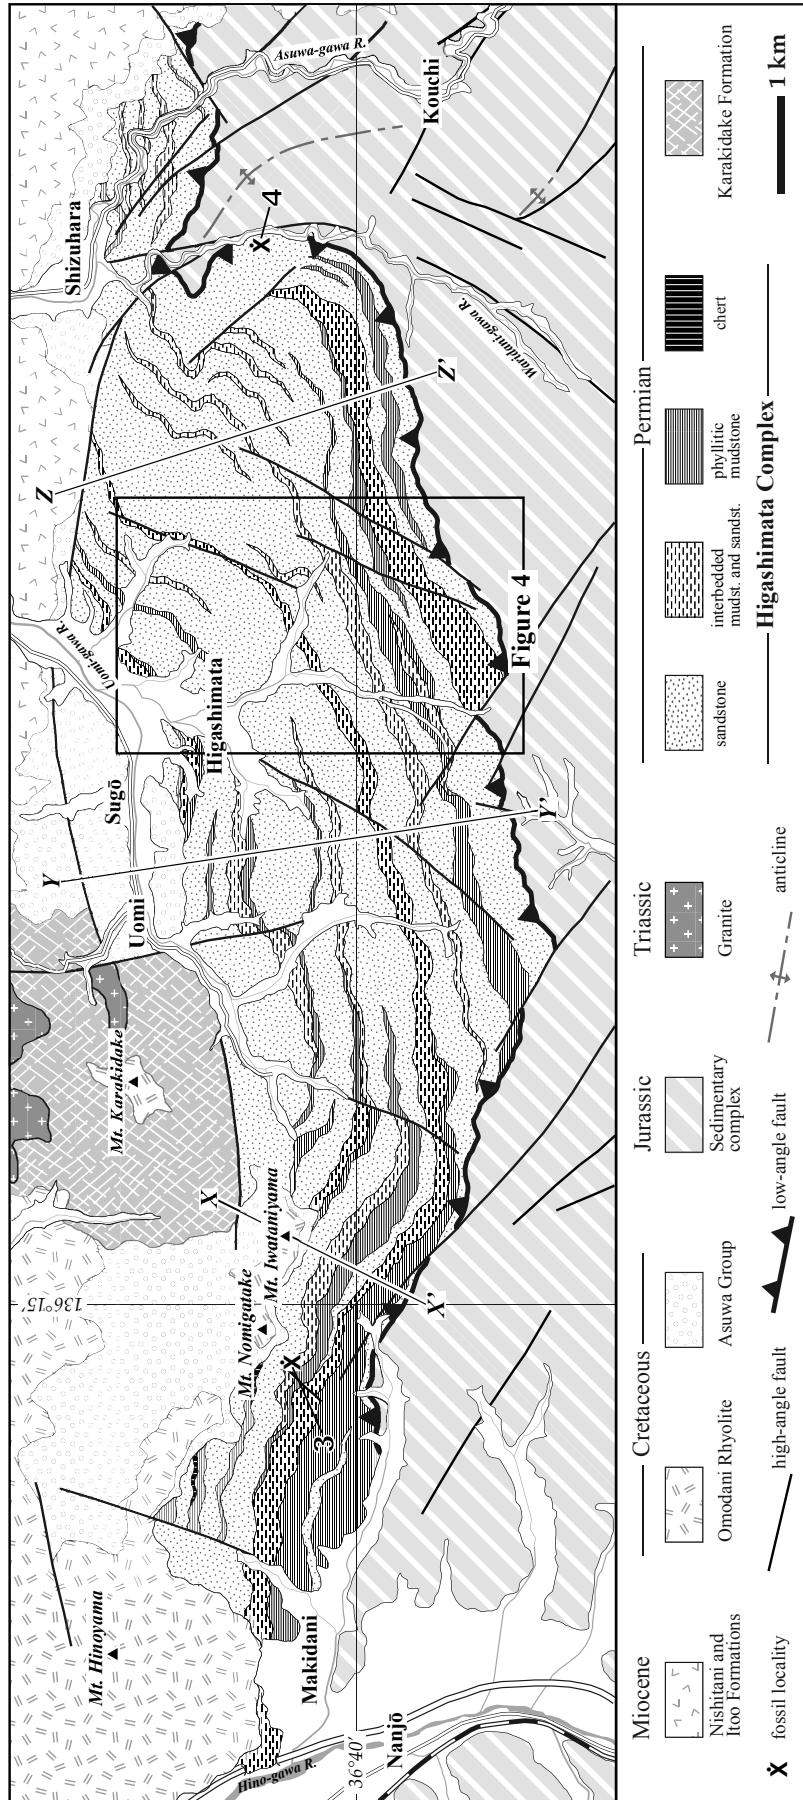 Mt. Hinoyama
Makidani
Hino-gawa R.
Nanjō
36°40'
136°15'
Mt. Nomigatake
Mt. Iwataniyama
3
X
X'
Mt. Karakidake
Uomi
Sugō
Y
Y'
Higashimata
Uomi-gawa R.
Figure 4
Z
Z'
Shizuhara
4
Waridani-gawa R.
Asuwa-gawa R.
Kouchi
Miocene
Cretaceous
Jurassic
Triassic
Permian
Nishitani and
Itoo Formations
Omodani Rhyolite
Asuwa Group
Sedimentary
complex
Granite
sandstone
interbedded
mudst. and sandst.
phyllitic
mudstone
chert
Karakidake Formation
Higashimata Complex
fossil locality
high-angle fault
low-angle fault
anticline
1 km